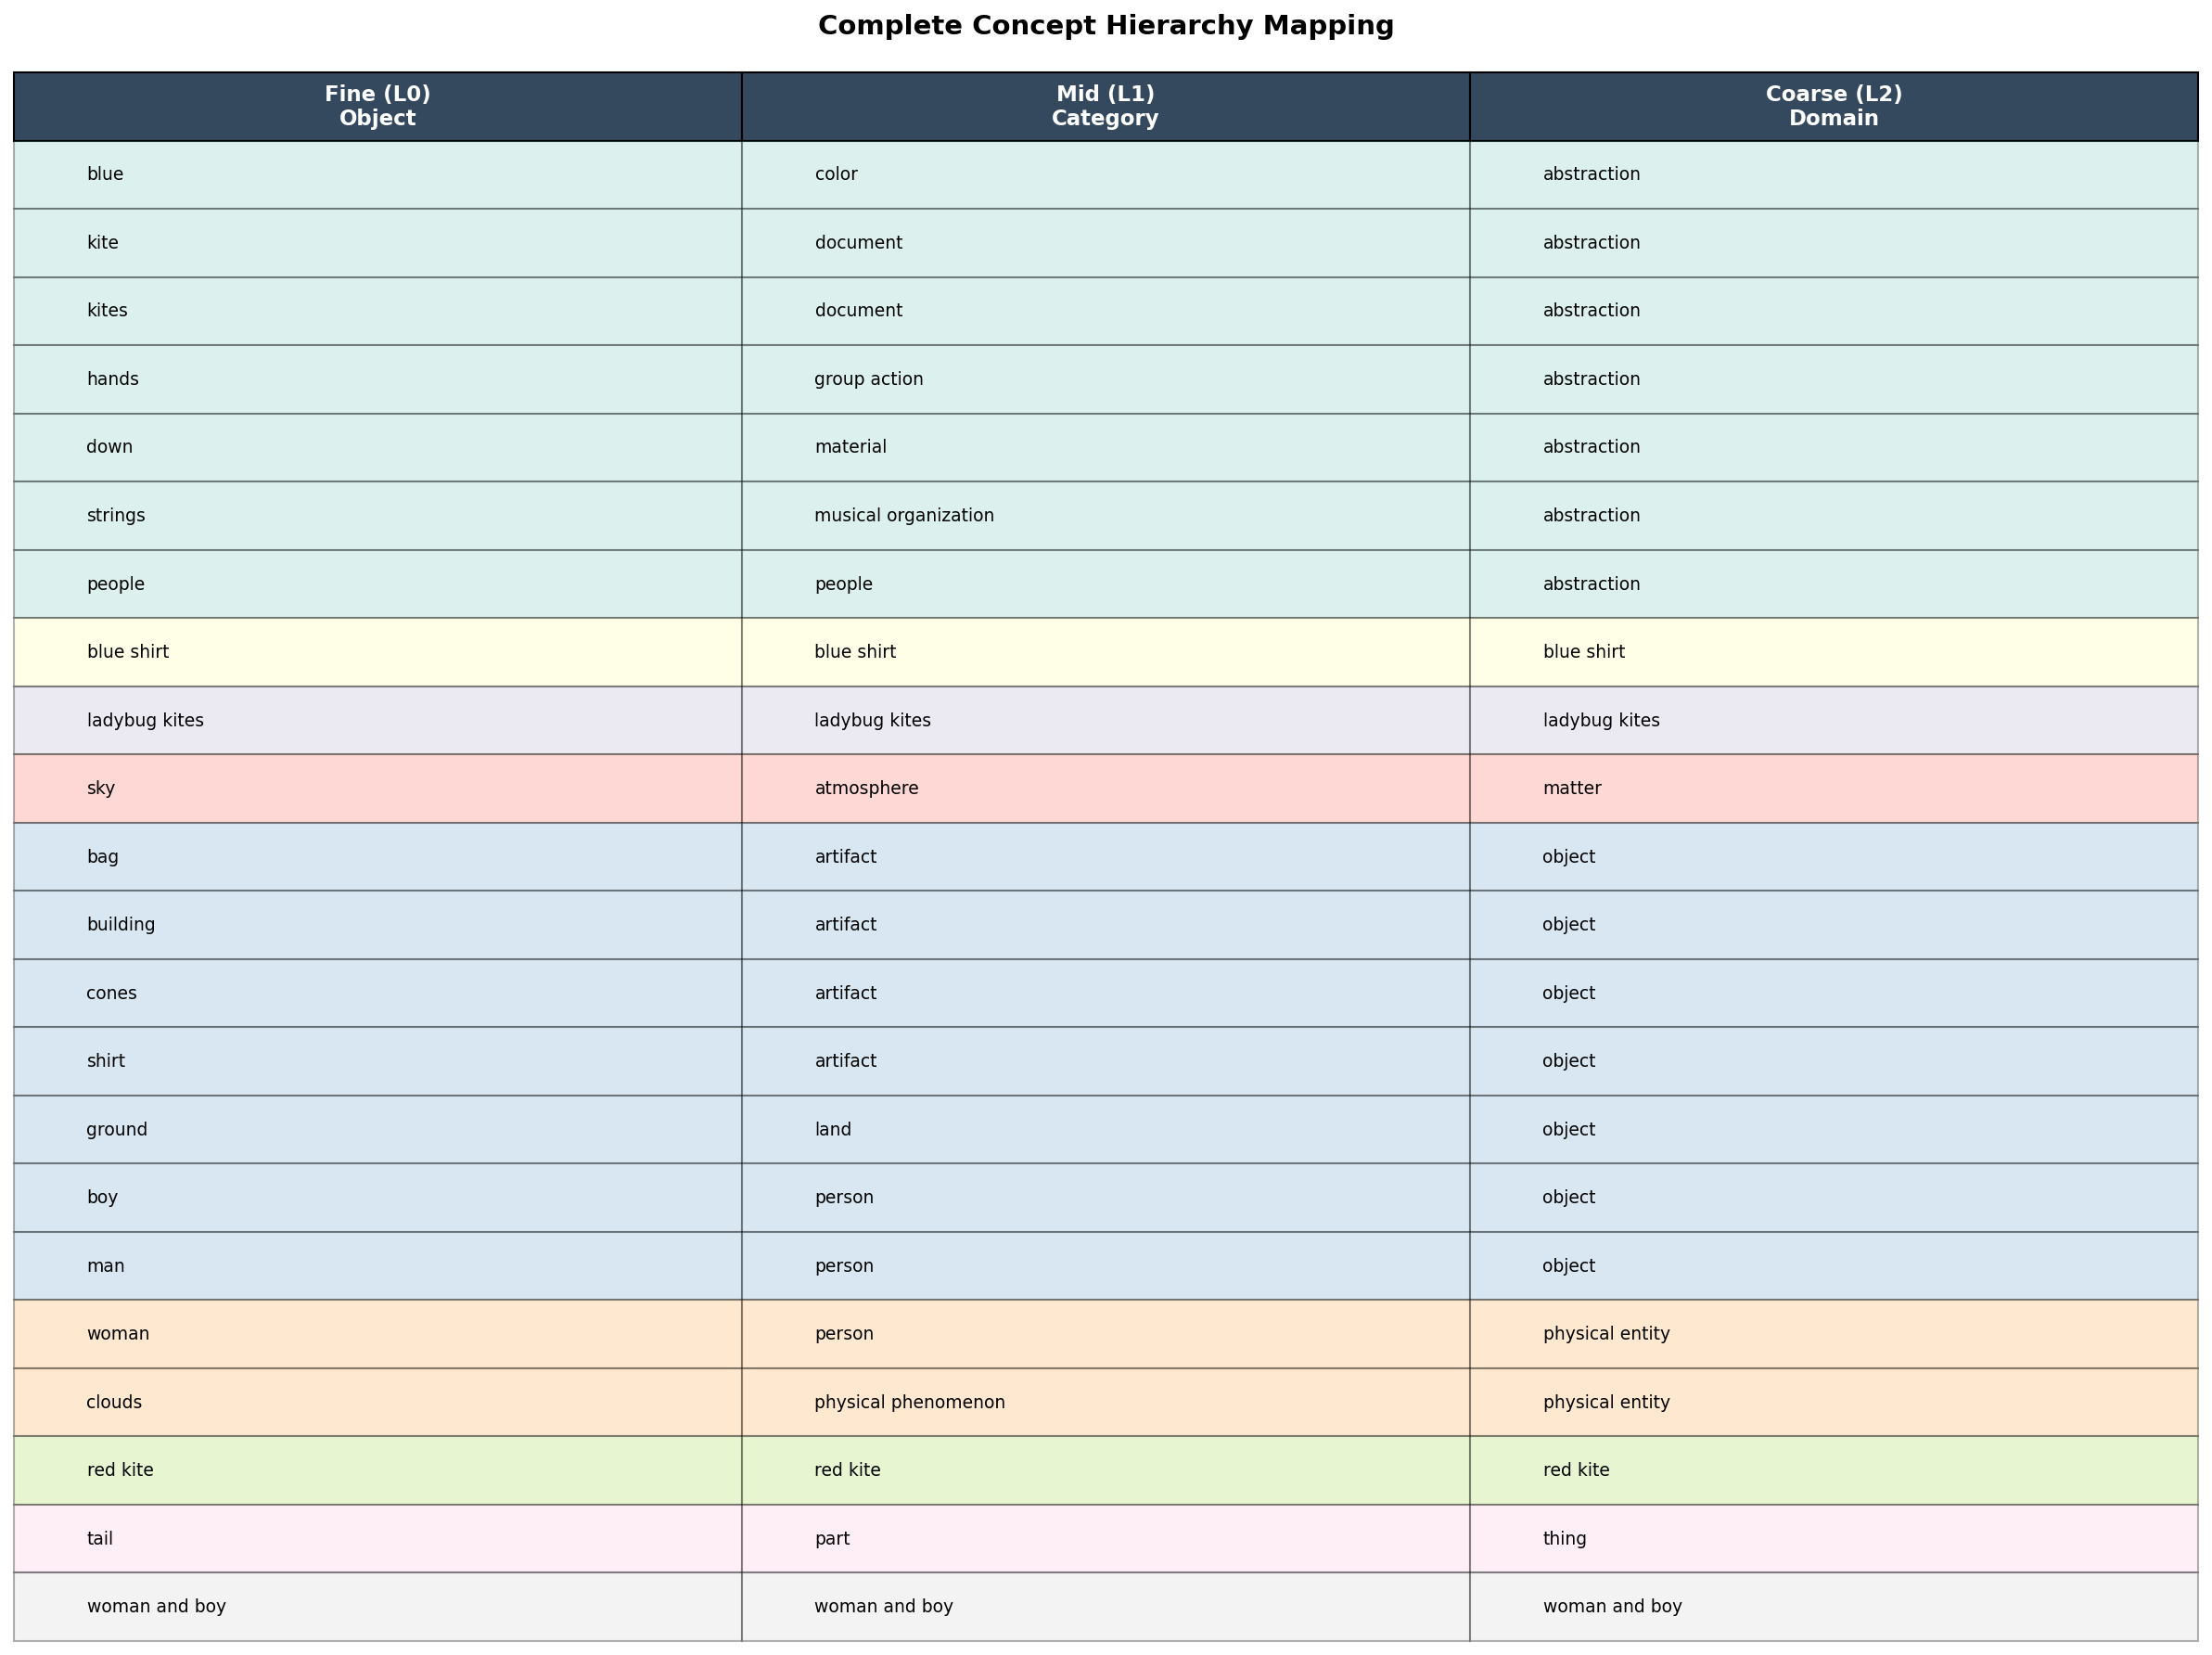 Complete Concept Hierarchy Mapping
Fine (L0) Mid (L1) Coarse (L2)
Object Category Domain
blue color abstraction
kite document abstraction
kites document abstraction
hands group action abstraction
down material abstraction
strings musical organization abstraction
people people abstraction
blue shirt blue shirt blue shirt
ladybug kites ladybug kites ladybug kites
sky atmosphere matter
bag artifact object
building artifact object
cones artifact object
shirt artifact object
ground land object
boy person object
man person object
woman person physical entity
clouds physical phenomenon physical entity
red kite red kite red kite
tail part thing
woman and boy woman and boy woman and boy